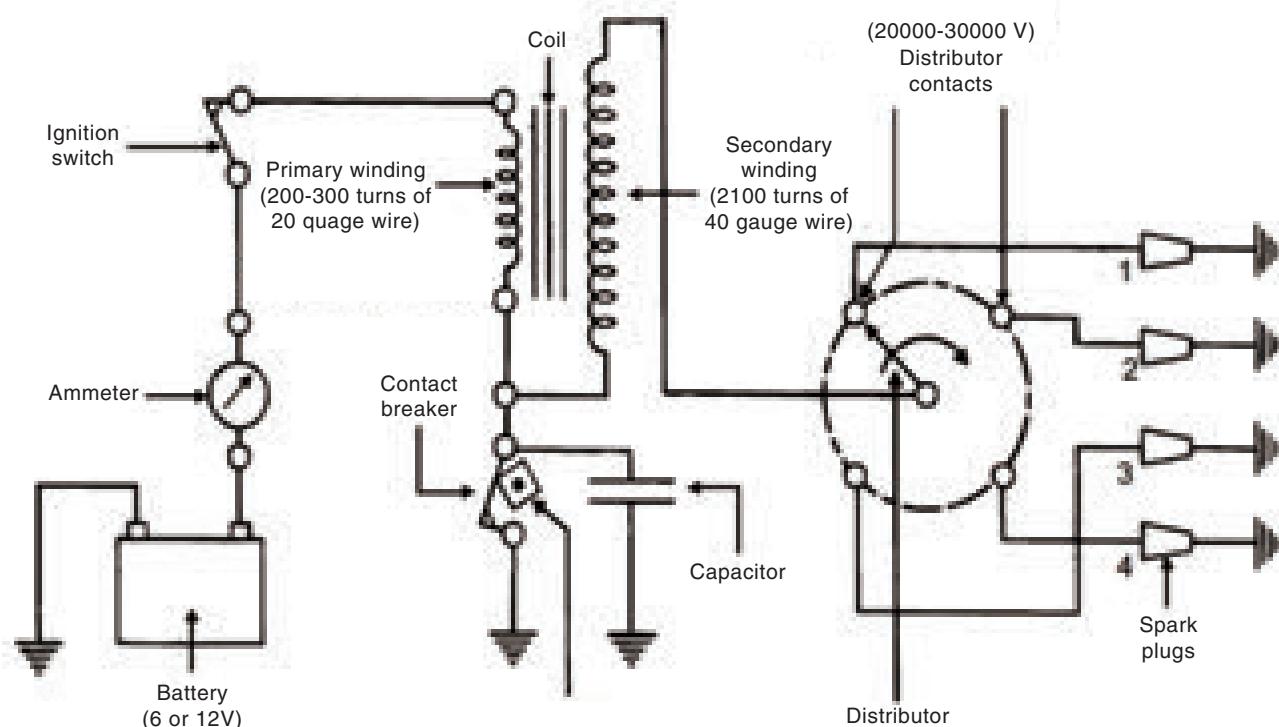 Coil
(20000-30000 V)
Distributor
contacts
Ignition
switch
Primary winding
(200-300 turns of
20 quage wire)
Secondary
winding
(2100 turns of
40 gauge wire)
1
2
3
4
Ammeter
Contact
breaker
Capacitor
Spark
plugs
Battery
(6 or 12V)
Distributor